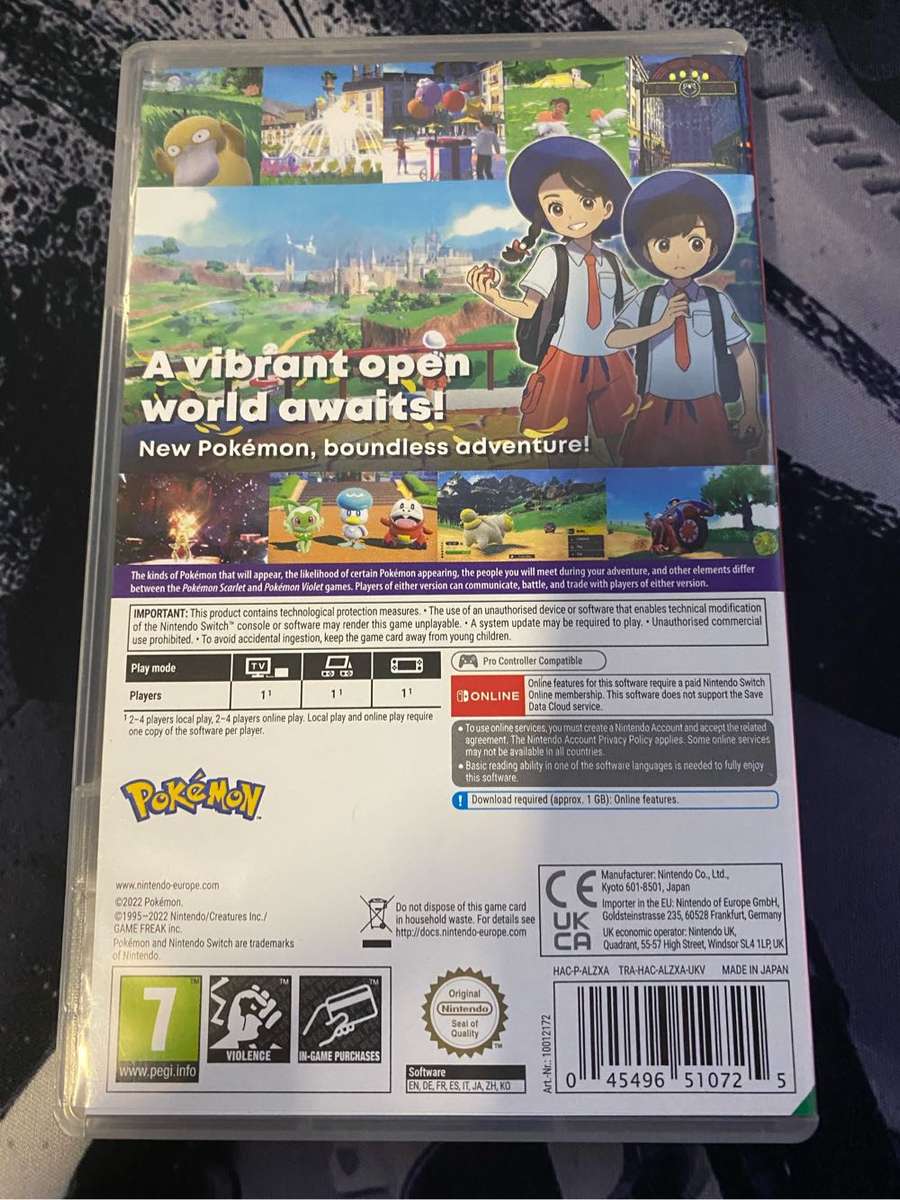 A vibrant open
world awaits!
New Pokémon, boundless adventure!
The kinds of Pokémon that will appear, the likelihood of certain Pokémon appearing, the people you will meet during your adventure, and other elements differ
between the Pokémon Scarlet and Pokémon Violet games. Players of either version can communicate, battle, and trade with players of either version.
IMPORTANT: This product contains technological protection measures. • The use of an unauthorised device or software that enables technical modification
of the Nintendo Switch™ console or software may render this game unplayable. • A system update may be required to play. • Unauthorised commercial
use prohibited. • To avoid accidental ingestion, keep the game card away from young children.
Play mode
TV
Players
1¹
1¹
1¹
¹ 2–4 players local play, 2–4 players online play. Local play and online play require
one copy of the software per player.
Pro Controller Compatible
ONLINE
Online features for this software require a paid Nintendo Switch
Online membership. This software does not support the Save
Data Cloud service.
• To use online services, you must create a Nintendo Account and accept the related
agreement. The Nintendo Account Privacy Policy applies. Some online services
may not be available in all countries.
• Basic reading ability in one of the software languages is needed to fully enjoy
this software.
! Download required (approx. 1 GB): Online features.
POKéMON™
www.nintendo-europe.com
©2022 Pokémon.
©1995–2022 Nintendo/Creatures Inc./
GAME FREAK inc.
Pokémon and Nintendo Switch are trademarks
of Nintendo.
Do not dispose of this game card
in household waste. For details see
http://docs.nintendo-europe.com
CE
UK
CA
Manufacturer: Nintendo Co., Ltd.,
Kyoto 601-8501, Japan
Importer in the EU: Nintendo of Europe GmbH,
Goldsteinstrasse 235, 60528 Frankfurt, Germany
UK economic operator: Nintendo UK,
Quadrant, 55-57 High Street, Windsor SL4 1LP, UK
HAC-P-ALZXA TRA-HAC-ALZXA-UKV MADE IN JAPAN
7™
www.pegi.info
™
VIOLENCE
™
IN-GAME PURCHASES
Original
Nintendo
Seal of
Quality
™
Software
EN, DE, FR, ES, IT, JA, ZH, KO
Art.-Nr.: 10012172
0 45496 51072 5